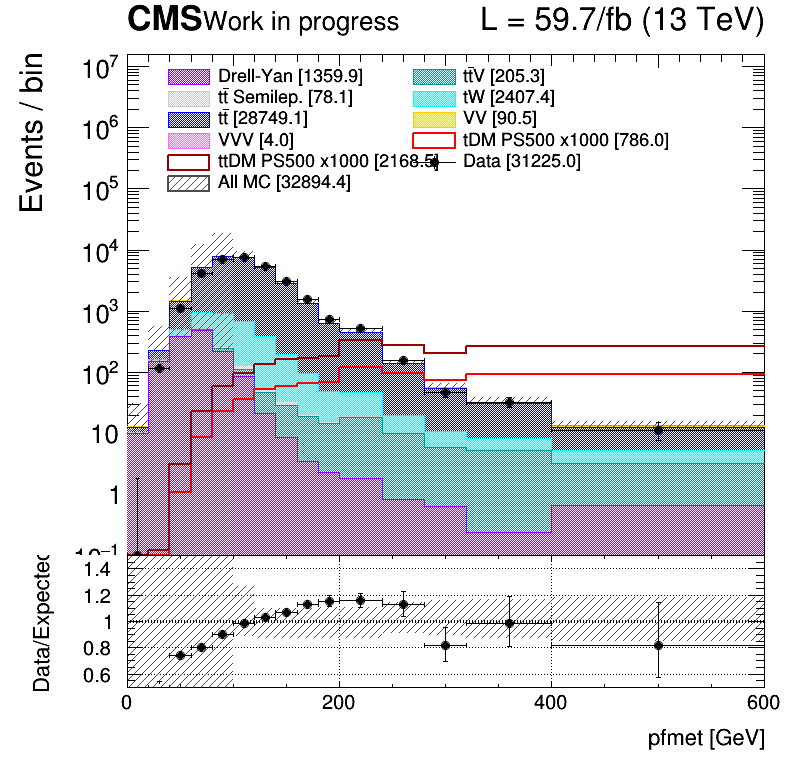 CMS Work in progress L = 59.7/fb (13 TeV)
Events / bin
10⁷
10⁶
10⁵
10⁴
10³
10²
10
1
10⁻¹
Drell-Yan [1359.9] tt̄V [205.3]
tt̄ Semilep. [78.1] tW [2407.4]
tt̄ [28749.1] VV [90.5]
VVV [4.0] tDM PS500 x1000 [786.0]
ttDM PS500 x1000 [2168.5] Data [31225.0]
All MC [32894.4]
Data/Expected
1.4
1.2
1.0
0.8
0.6
0 200 400 600
pfmet [GeV]